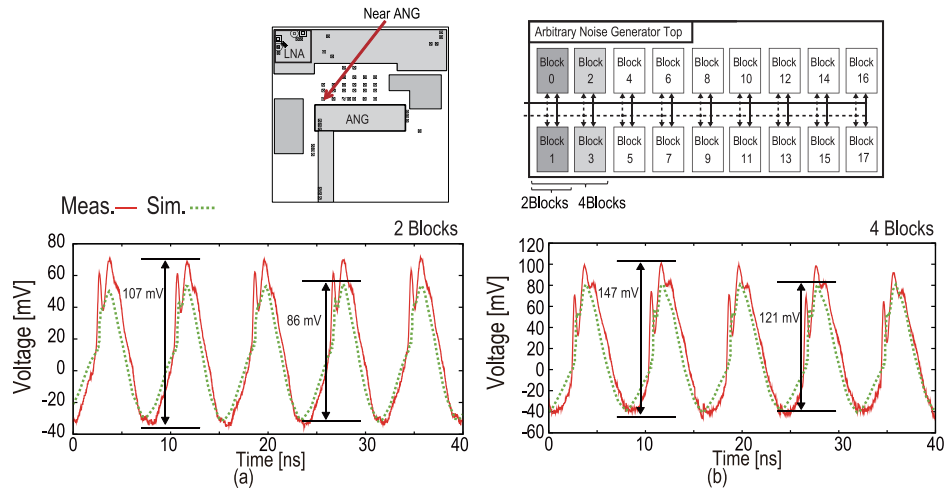 Near ANG
LNA
ANG
Arbitrary Noise Generator Top
Block 0
Block 2
Block 4
Block 6
Block 8
Block 10
Block 12
Block 14
Block 16
Block 1
Block 3
Block 5
Block 7
Block 9
Block 11
Block 13
Block 15
Block 17
2Blocks
4Blocks
Meas.
Sim.
2 Blocks
Voltage [mV]
80
60
40
20
0
-20
-40
107 mV
86 mV
0
10
20
30
40
Time [ns]
(a)
4 Blocks
Voltage [mV]
120
100
80
60
40
20
0
-20
-40
-60
147 mV
121 mV
0
10
20
30
40
Time [ns]
(b)